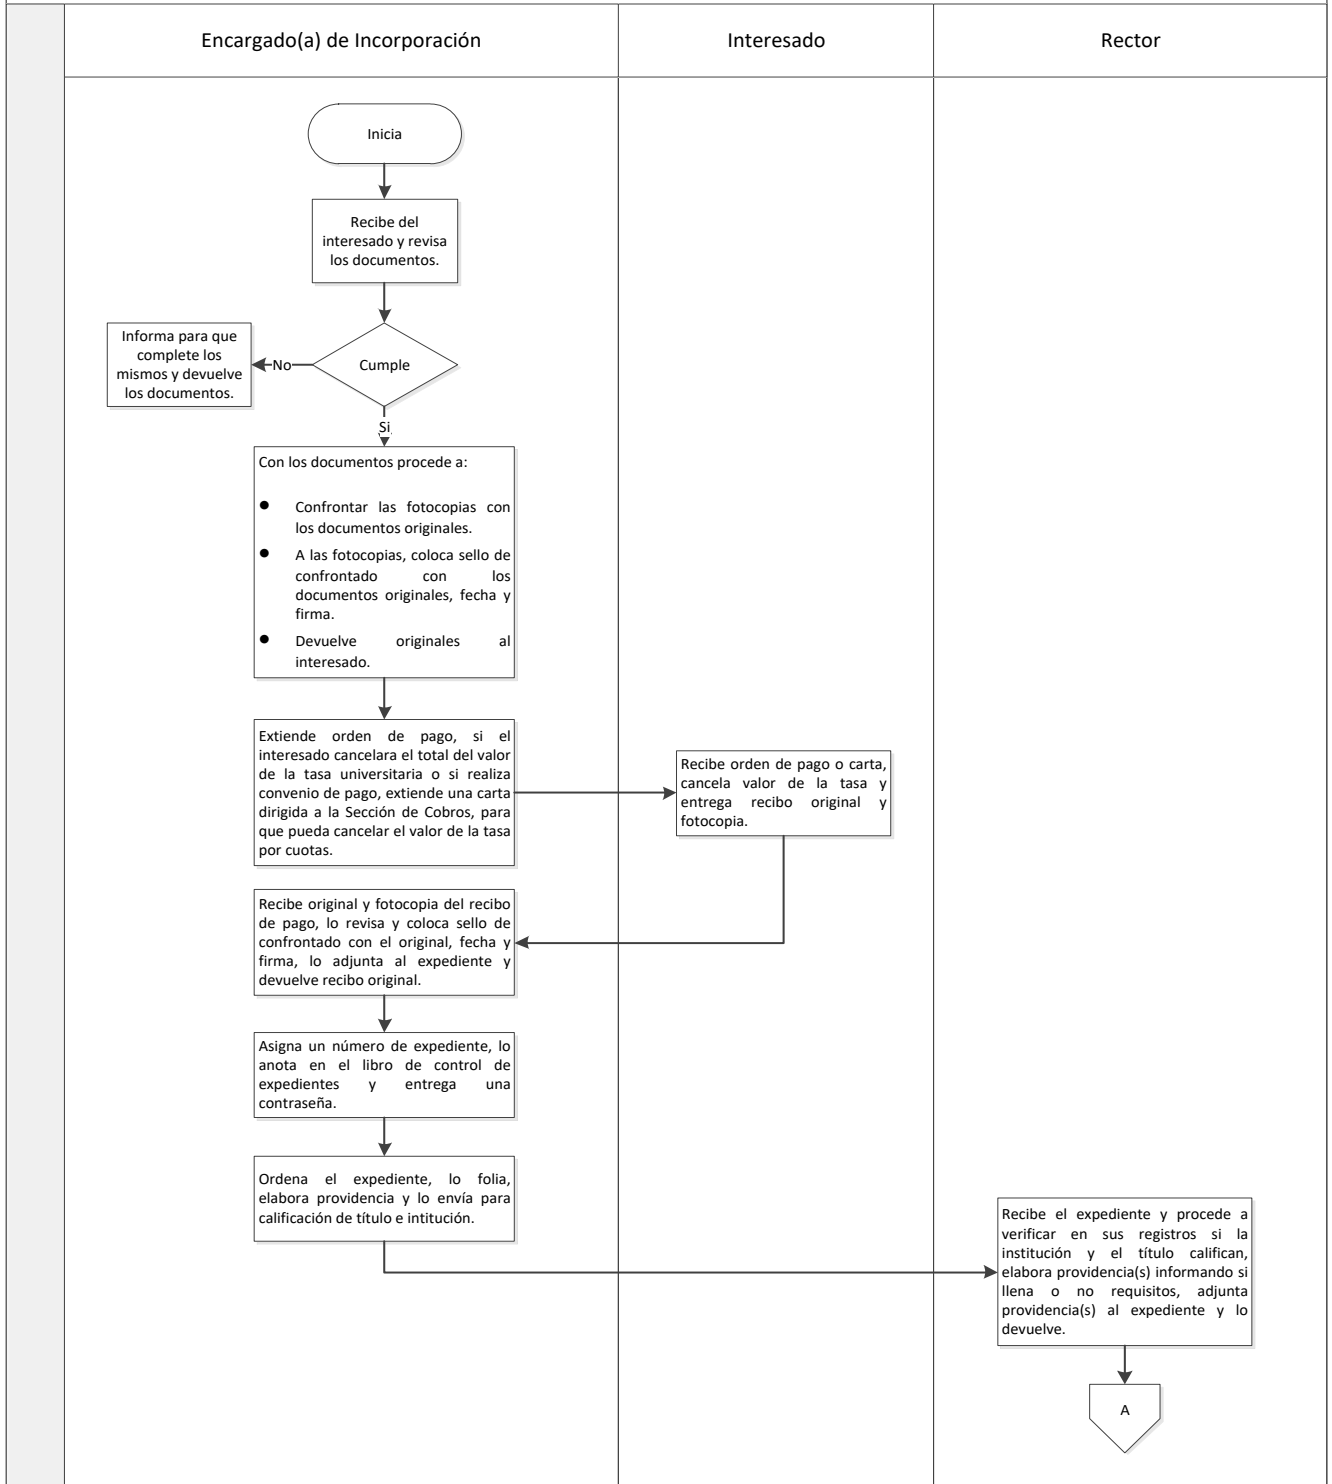 Encargado(a) de Incorporación
Interesado
Rector
Inicia
Recibe del
interesado y revisa
los documentos.
Informa para que
complete los
mismos y devuelve
los documentos.
No
Cumple
Si
Con los documentos procede a:
● Confrontar las fotocopias con
los documentos originales.
● A las fotocopias, coloca sello de
confrontado con los
documentos originales, fecha y
firma.
● Devuelve originales al
interesado.
Extiende orden de pago, si el
interesado cancelara el total del valor
de la tasa universitaria o si realiza
convenio de pago, extiende una carta
dirigida a la Sección de Cobros, para
que pueda cancelar el valor de la tasa
por cuotas.
Recibe orden de pago o carta,
cancela valor de la tasa y
entrega recibo original y
fotocopia.
Recibe original y fotocopia del recibo
de pago, lo revisa y coloca sello de
confrontado con el original, fecha y
firma, lo adjunta al expediente y
devuelve recibo original.
Asigna un número de expediente, lo
anota en el libro de control de
expedientes y entrega una
contraseña.
Ordena el expediente, lo folia,
elabora providencia y lo envía para
calificación de título e intitución.
Recibe el expediente y procede a
verificar en sus registros si la
institución y el título califican,
elabora providencia(s) informando si
llena o no requisitos, adjunta
providencia(s) al expediente y lo
devuelve.
A